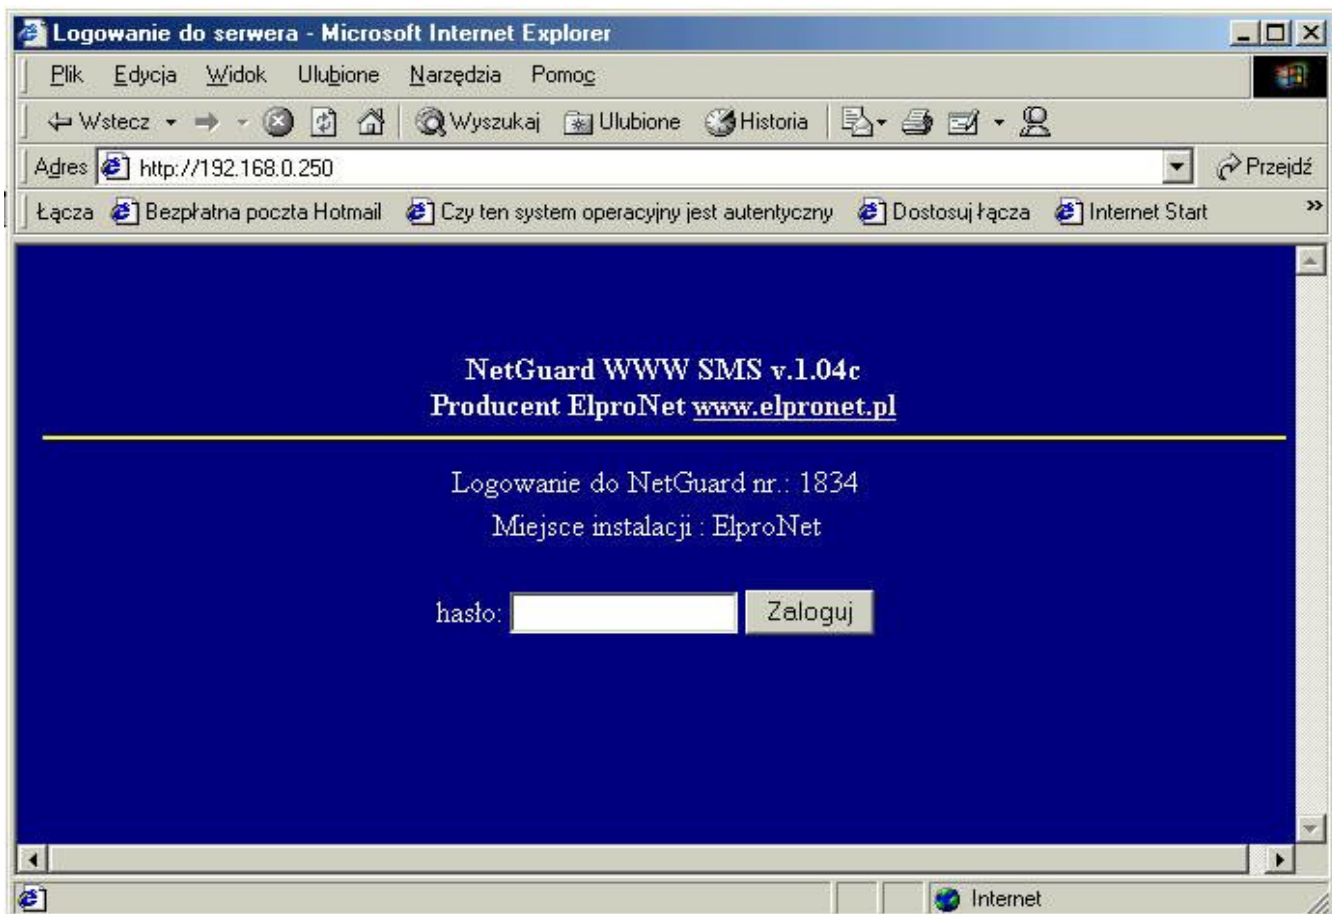 Logowanie do serwera - Microsoft Internet Explorer
Plik Edycja Widok Ulubione Narzędzia Pomoc
Wstecz Wyszukaj Ulubione Historia
Adres http://192.168.0.250 Przejdź
Łącza Bezpłatna poczta Hotmail Czy ten system operacyjny jest autentyczny Dostosuj łącza Internet Start »
NetGuard WWW SMS v.1.04c
Producent ElproNet www.elpronet.pl
Logowanie do NetGuard nr.: 1834
Miejsce instalacji : ElproNet
hasło: Zaloguj
Internet